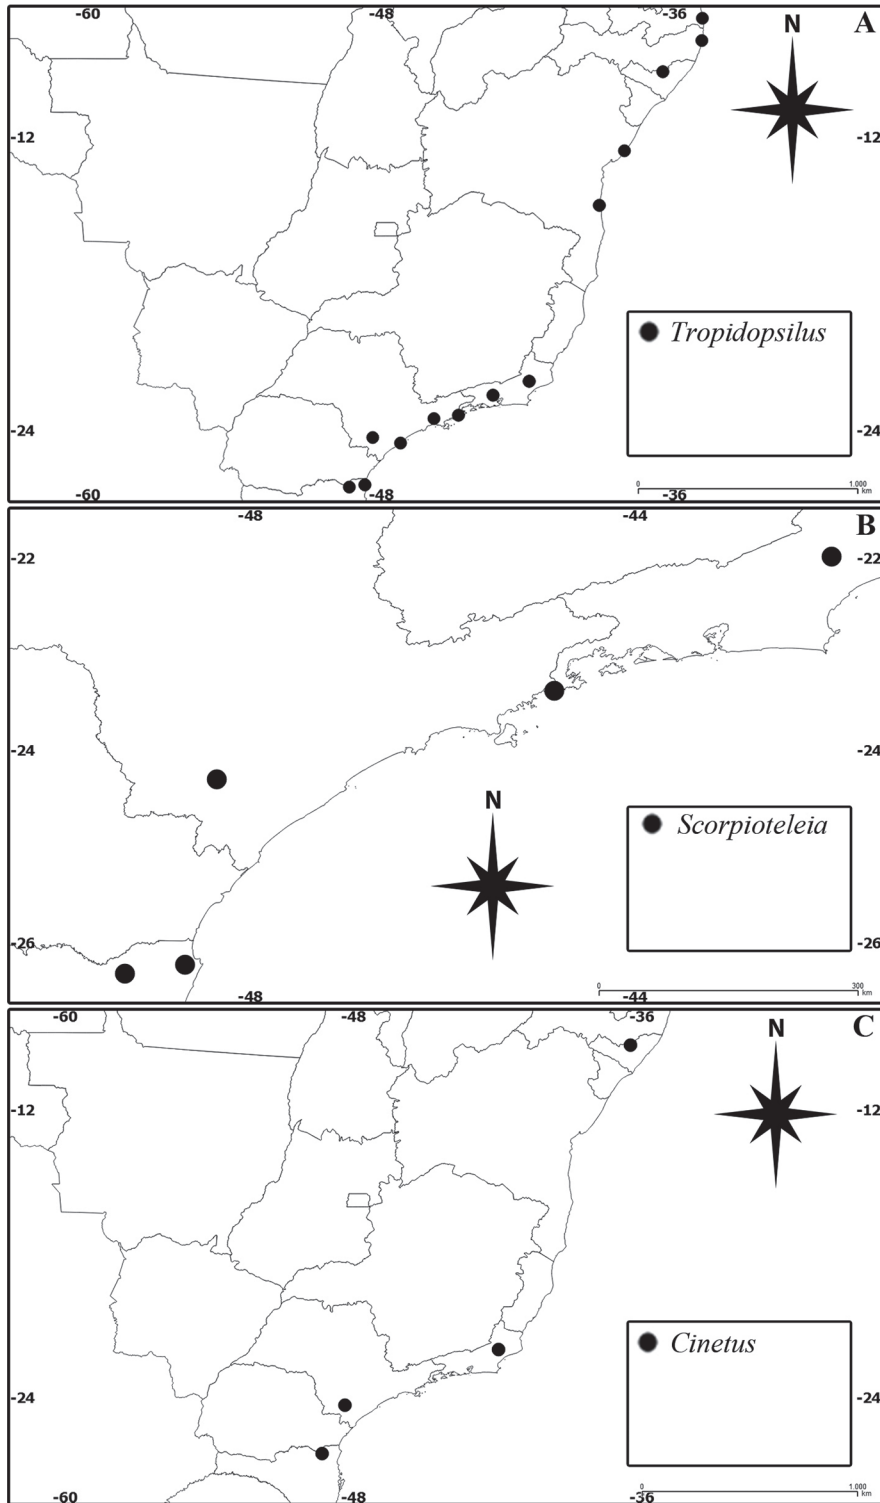 -60 -48 -36 A
N
-12 -12
Tropidopsilus
-24 -24
0 1.000
km
-60 -48 -36
-48 -44 B
-22 -22
-24 -24
N
Scorpioteleia
-26 -26
0 300
km
-48 -44
-60 -48 -36 C
N
-12 -12
Cinetus
-24 -24
0 1.000
km
-60 -48 -36